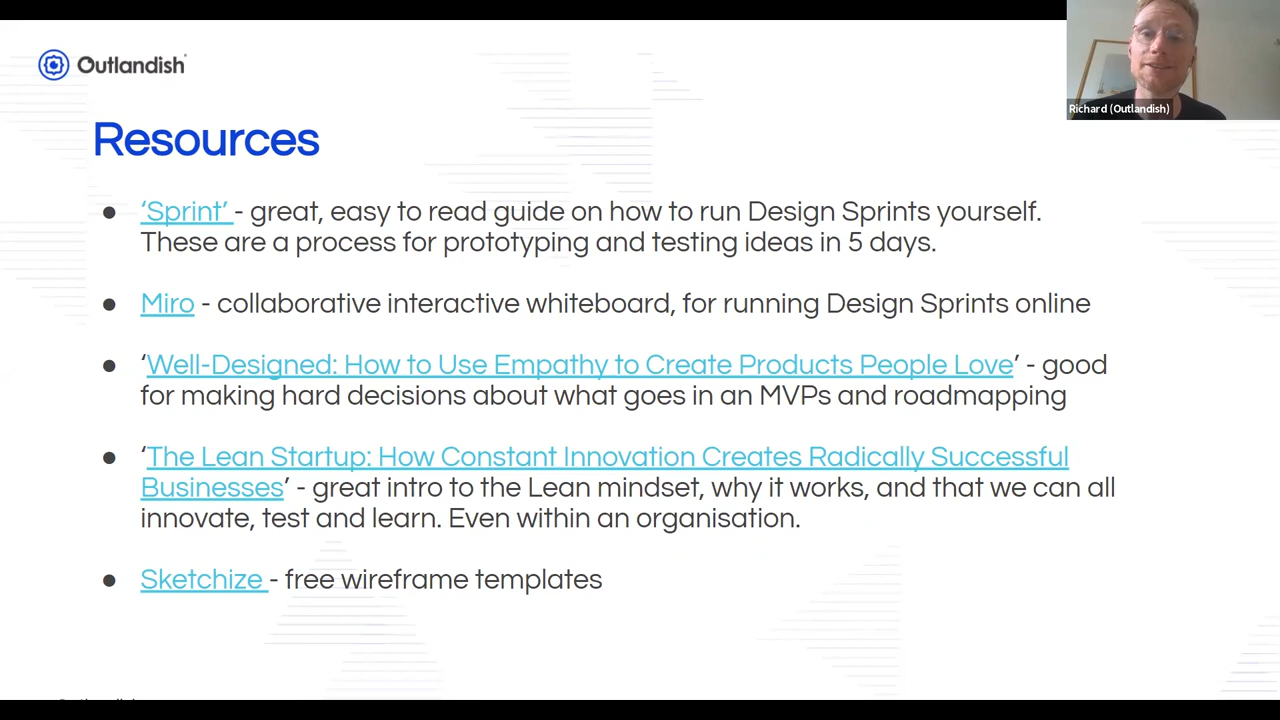 Outlandish
Richard (Outlandish)
Resources
● ‘Sprint’ - great, easy to read guide on how to run Design Sprints yourself.
These are a process for prototyping and testing ideas in 5 days.
● Miro - collaborative interactive whiteboard, for running Design Sprints online
● ‘Well-Designed: How to Use Empathy to Create Products People Love’ - good
for making hard decisions about what goes in an MVPs and roadmapping
● ‘The Lean Startup: How Constant Innovation Creates Radically Successful
Businesses’ - great intro to the Lean mindset, why it works, and that we can all
innovate, test and learn. Even within an organisation.
● Sketchize - free wireframe templates